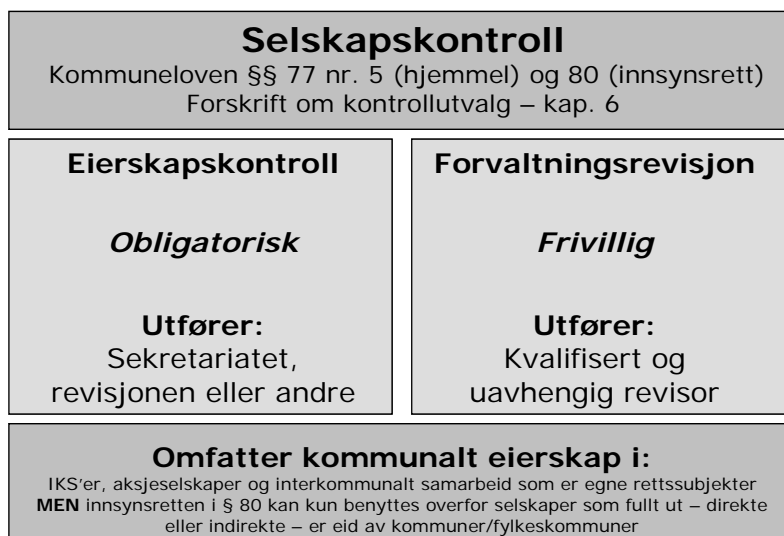 Selskapskontroll
Kommuneloven §§ 77 nr. 5 (hjemmel) og 80 (innsynsrett)
Forskrift om kontrollutvalg – kap. 6
Eierskapskontroll
Obligatorisk
Utfører:
Sekretariatet,
revisjonen eller andre
Forvaltningsrevisjon
Frivillig
Utfører:
Kvalifisert og
uavhengig revisor
Omfatter kommunalt eierskap i:
IKS'er, aksjeselskaper og interkommunalt samarbeid som er egne rettssubjekter
MEN innsynsretten i § 80 kan kun benyttes overfor selskaper som fullt ut – direkte
eller indirekte – er eid av kommuner/fylkeskommuner